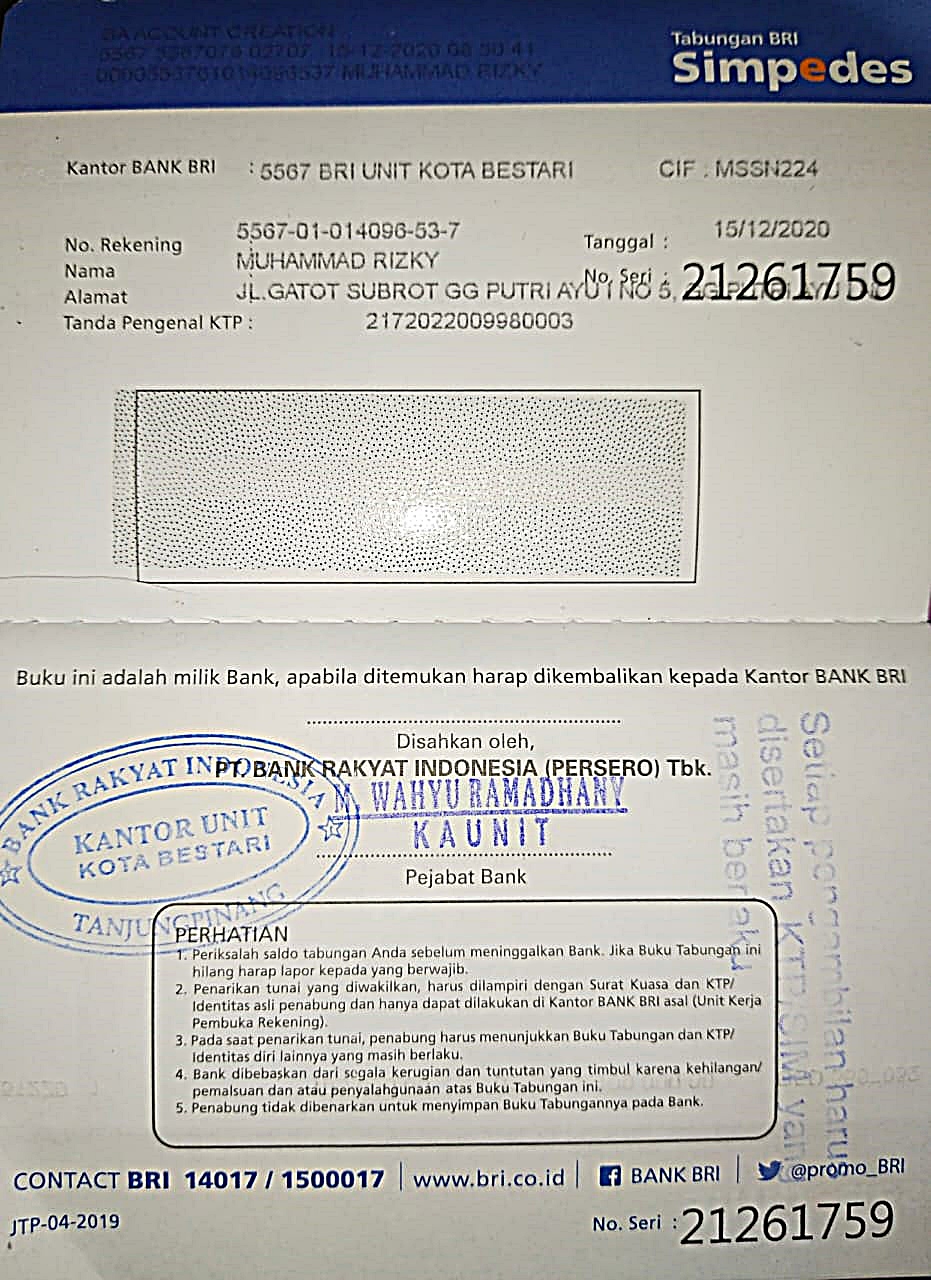 SA ACCOUNT CREATION
15-12-2020 08:50:41
MUHAMMAD RIZKY
Tabungan BRI
Simpedes
Kantor BANK BRI : 5567 BRI UNIT KOTA BESTARI CIF : MSSN224
No. Rekening 5567-01-014096-53-7 Tanggal : 15/12/2020
Nama MUHAMMAD RIZKY
No. Seri : 21261759
Alamat JL.GATOT SUBROT GG PUTRI AYU I NO 5,
Tanda Pengenal KTP : 2172022009980003
Buku ini adalah milik Bank, apabila ditemukan harap dikembalikan kepada Kantor BANK BRI
Disahkan oleh,
PT. BANK RAKYAT INDONESIA (PERSERO) Tbk.
M. WAHYU RAMADHANY
KAUNIT
Pejabat Bank
BANK RAKYAT INDONESIA
KANTOR UNIT
KOTA BESTARI
TANJUNGPINANG
Setiap pengambilan harus
disertakan KTP/SIM yang
masih berlaku
PERHATIAN
1. Periksalah saldo tabungan Anda sebelum meninggalkan Bank. Jika Buku Tabungan ini
hilang harap lapor kepada yang berwajib.
2. Penarikan tunai yang diwakilkan, harus dilampiri dengan Surat Kuasa dan KTP/
Identitas asli penabung dan hanya dapat dilakukan di Kantor BANK BRI asal (Unit Kerja
Pembuka Rekening).
3. Pada saat penarikan tunai, penabung harus menunjukkan Buku Tabungan dan KTP/
Identitas diri lainnya yang masih berlaku.
4. Bank dibebaskan dari segala kerugian dan tuntutan yang timbul karena kehilangan/
pemalsuan dan atau penyalahgunaan atas Buku Tabungan ini.
5. Penabung tidak dibenarkan untuk menyimpan Buku Tabungannya pada Bank.
CONTACT BRI 14017 / 1500017 | www.bri.co.id | BANK BRI | @promo_BRI
JTP-04-2019
No. Seri : 21261759